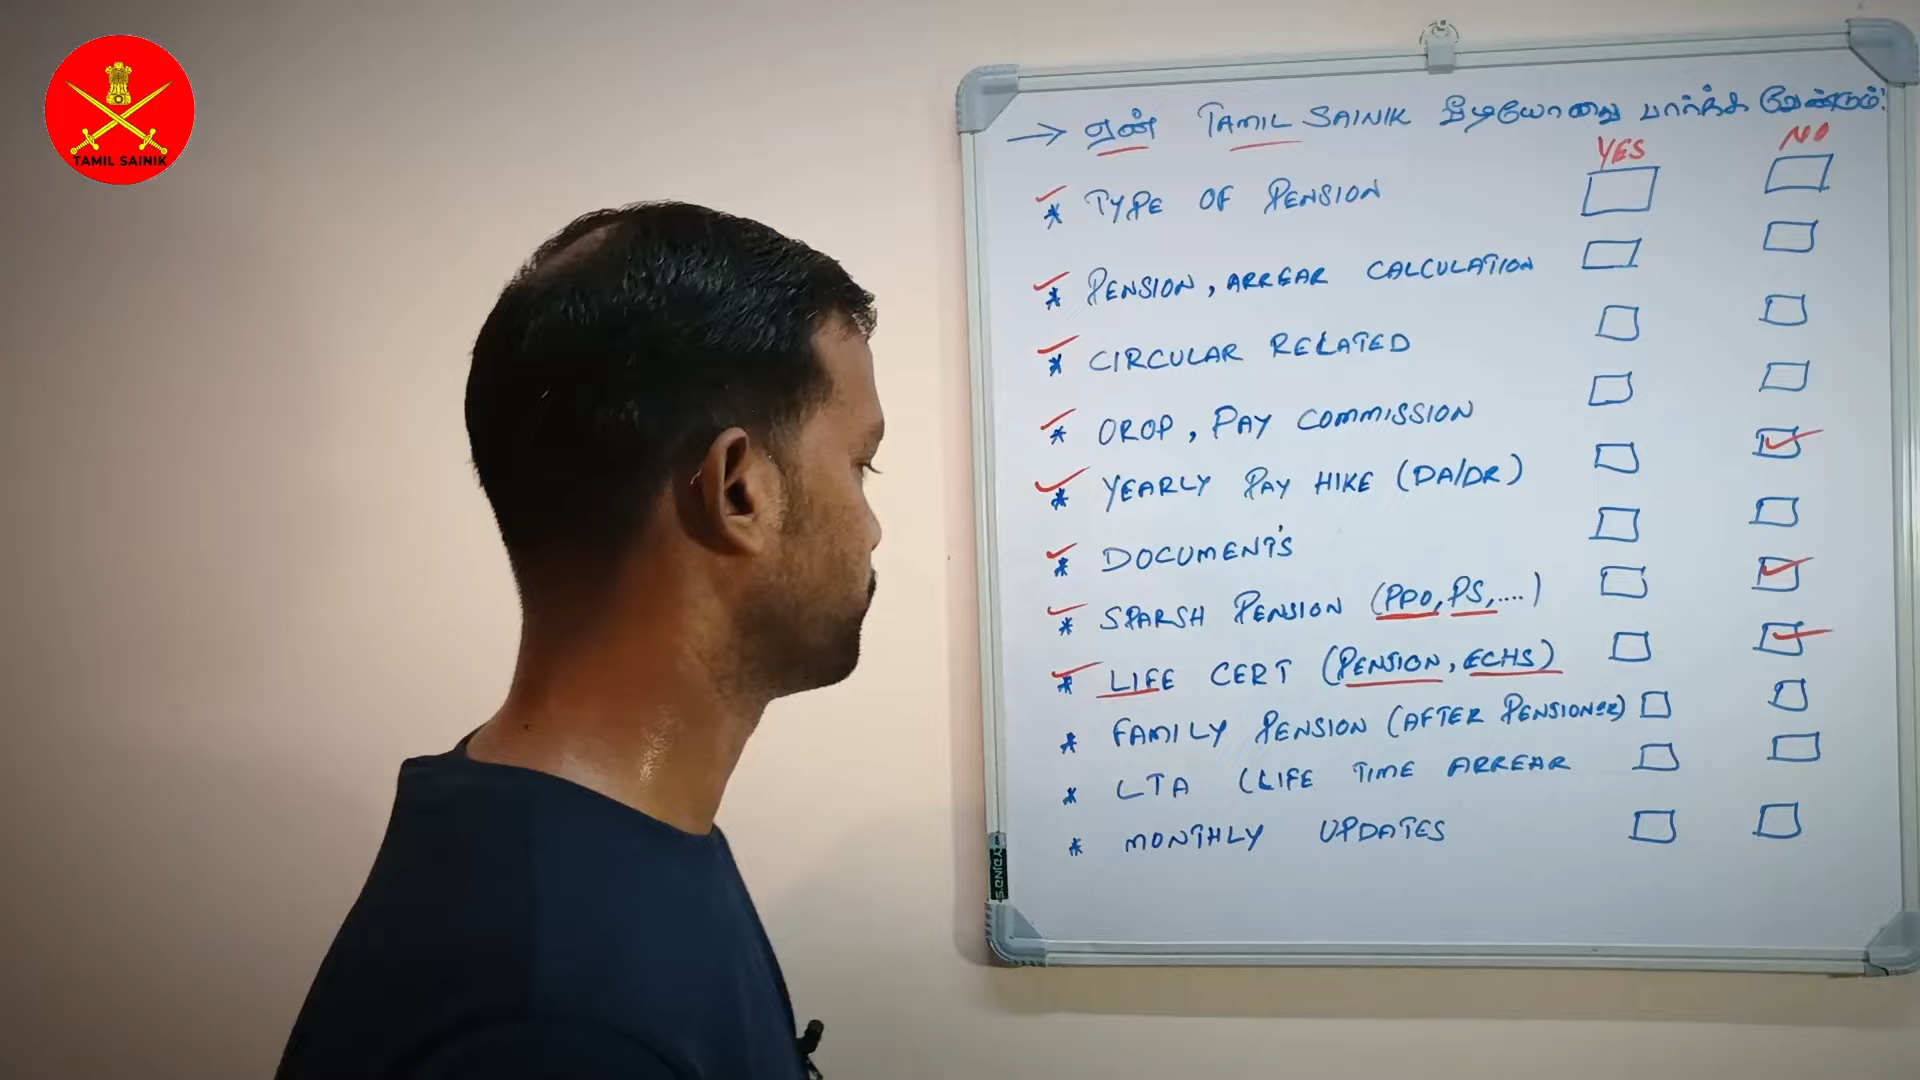 TAMIL SAINIK
→ ஏன் TAMIL SAINIK வீடியோவை பார்க்க வேண்டும்!
YES NO
* TYPE OF PENSION
* PENSION, ARREAR CALCULATION
* CIRCULAR RELATED
* OROP, PAY COMMISSION
* YEARLY PAY HIKE (DA/DR)
* DOCUMENT'S
* SPARSH PENSION (PPO, PS,....)
* LIFE CERT (PENSION, ECHS)
* FAMILY PENSION (AFTER PENSIONER)
* LTA (LIFE TIME ARREAR
* MONTHLY UPDATES